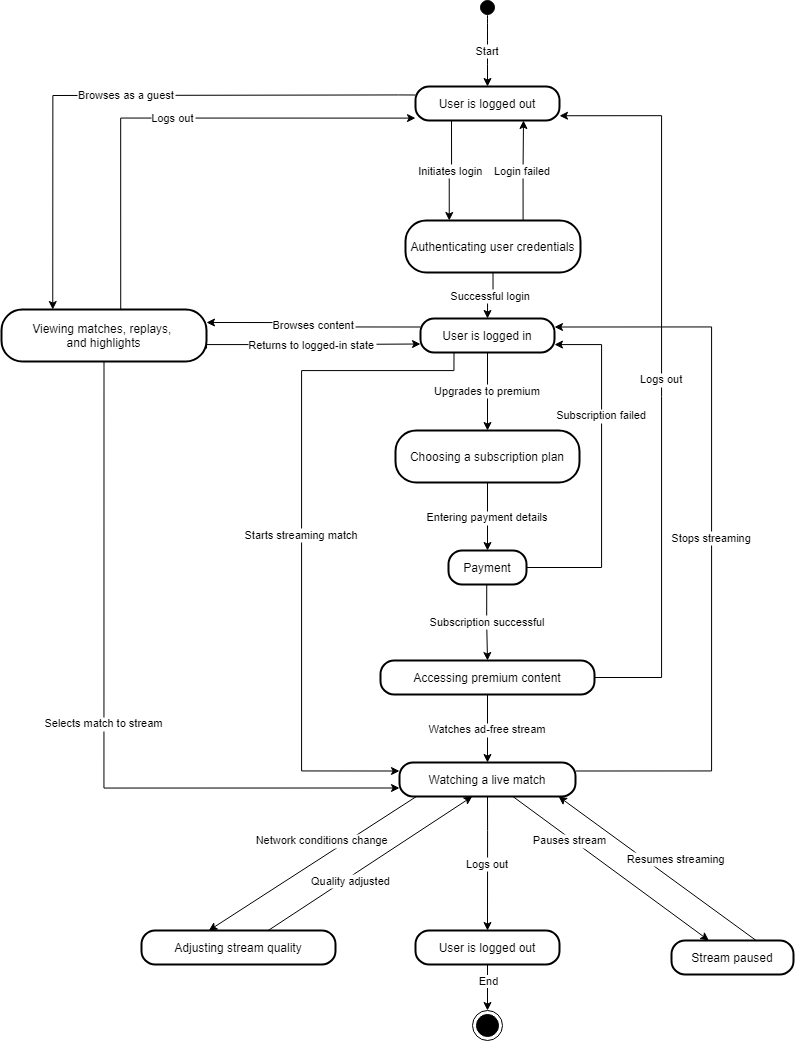 Start
User is logged out
Browses as a guest
Logs out
Initiates login
Login failed
Authenticating user credentials
Successful login
Viewing matches, replays,
and highlights
Browses content
User is logged in
Returns to logged-in state
Logs out
Upgrades to premium
Subscription failed
Choosing a subscription plan
Entering payment details
Starts streaming match
Stops streaming
Payment
Subscription successful
Accessing premium content
Selects match to stream
Watches ad-free stream
Watching a live match
Network conditions change
Pauses stream
Logs out
Resumes streaming
Quality adjusted
Adjusting stream quality
User is logged out
Stream paused
End